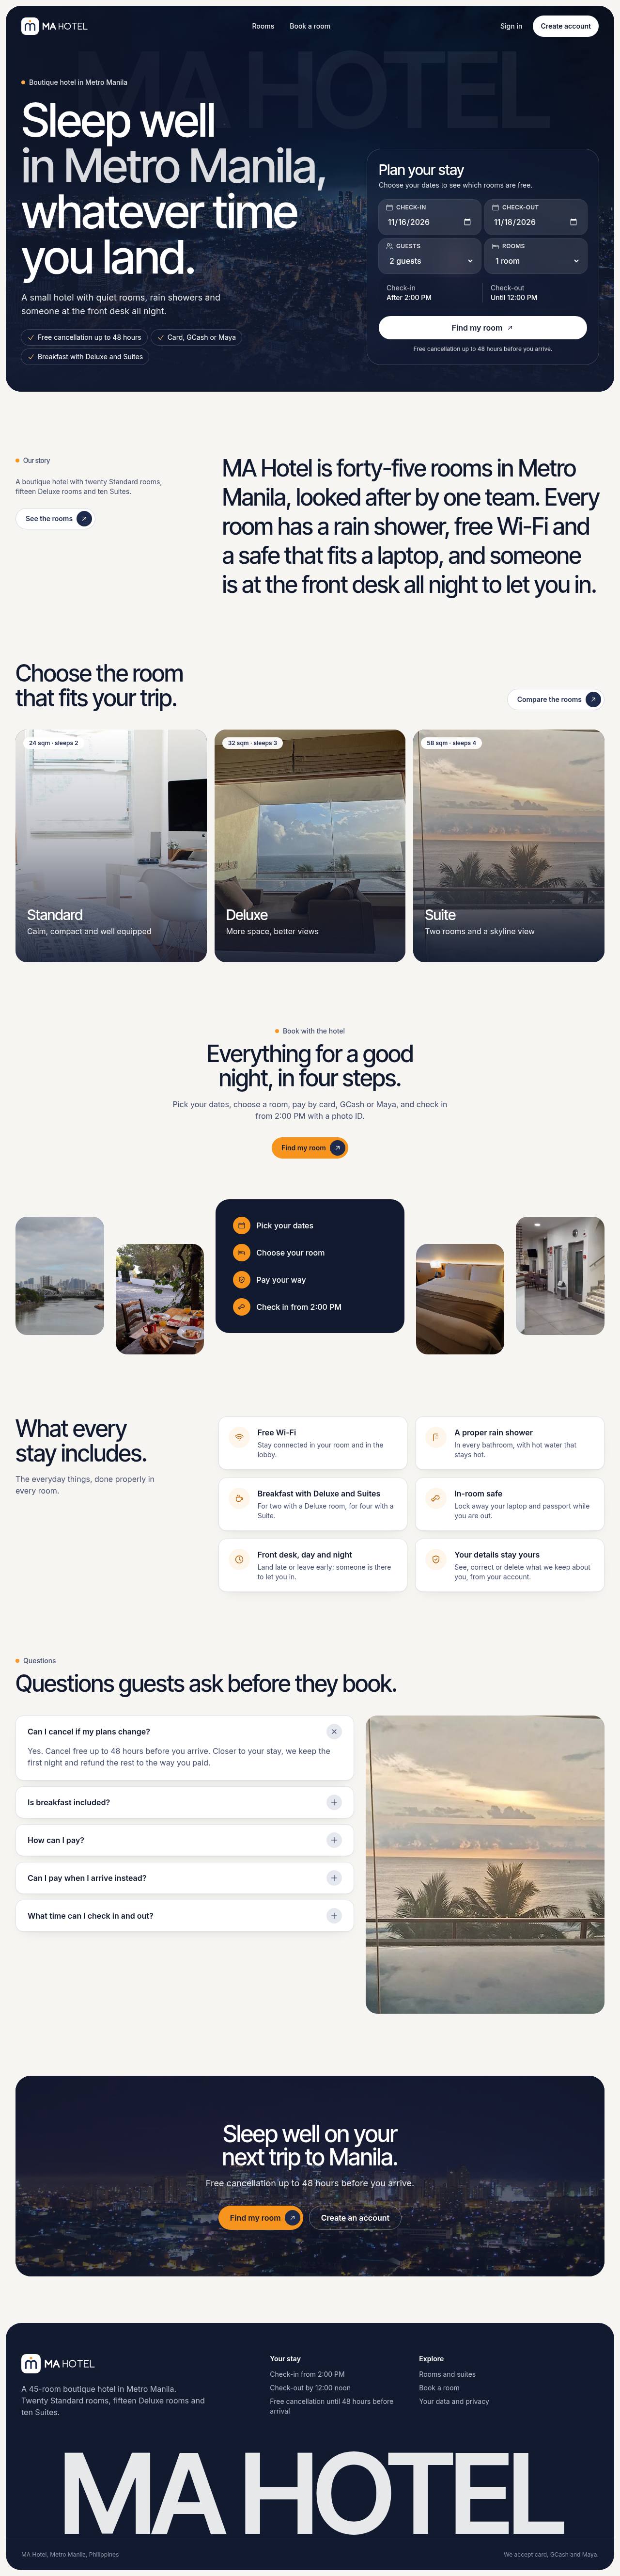 MA HOTEL
Rooms
Book a room
Sign in
Create account
MA HOTEL
Boutique hotel in Metro Manila
Sleep well
in Metro Manila,
whatever time
you land.
A small hotel with quiet rooms, rain showers and
someone at the front desk all night.
Free cancellation up to 48 hours
Card, GCash or Maya
Breakfast with Deluxe and Suites
Plan your stay
Choose your dates to see which rooms are free.
CHECK-IN
11/16/2026
CHECK-OUT
11/18/2026
GUESTS
2 guests
ROOMS
1 room
Check-in
After 2:00 PM
Check-out
Until 12:00 PM
Find my room
Free cancellation up to 48 hours before you arrive.
Our story
A boutique hotel with twenty Standard rooms,
fifteen Deluxe rooms and ten Suites.
See the rooms
MA Hotel is forty-five rooms in Metro
Manila, looked after by one team. Every
room has a rain shower, free Wi-Fi and
a safe that fits a laptop, and someone
is at the front desk all night to let you in.
Choose the room
that fits your trip.
Compare the rooms
24 sqm · sleeps 2
Standard
Calm, compact and well equipped
32 sqm · sleeps 3
Deluxe
More space, better views
58 sqm · sleeps 4
Suite
Two rooms and a skyline view
Book with the hotel
Everything for a good
night, in four steps.
Pick your dates, choose a room, pay by card, GCash or Maya, and check in
from 2:00 PM with a photo ID.
Find my room
Pick your dates
Choose your room
Pay your way
Check in from 2:00 PM
What every
stay includes.
The everyday things, done properly in
every room.
Free Wi-Fi
Stay connected in your room and in the
lobby.
A proper rain shower
In every bathroom, with hot water that
stays hot.
Breakfast with Deluxe and Suites
For two with a Deluxe room, for four with a
Suite.
In-room safe
Lock away your laptop and passport while
you are out.
Front desk, day and night
Land late or leave early: someone is there
to let you in.
Your details stay yours
See, correct or delete what we keep about
you, from your account.
Questions
Questions guests ask before they book.
Can I cancel if my plans change?
Yes. Cancel free up to 48 hours before you arrive. Closer to your stay, we keep the
first night and refund the rest to the way you paid.
Is breakfast included?
How can I pay?
Can I pay when I arrive instead?
What time can I check in and out?
Sleep well on your
next trip to Manila.
Free cancellation up to 48 hours before you arrive.
Find my room
Create an account
MA HOTEL
A 45-room boutique hotel in Metro Manila.
Twenty Standard rooms, fifteen Deluxe rooms and
ten Suites.
Your stay
Check-in from 2:00 PM
Check-out by 12:00 noon
Free cancellation until 48 hours before
arrival
Explore
Rooms and suites
Book a room
Your data and privacy
MA HOTEL
MA Hotel, Metro Manila, Philippines
We accept card, GCash and Maya.